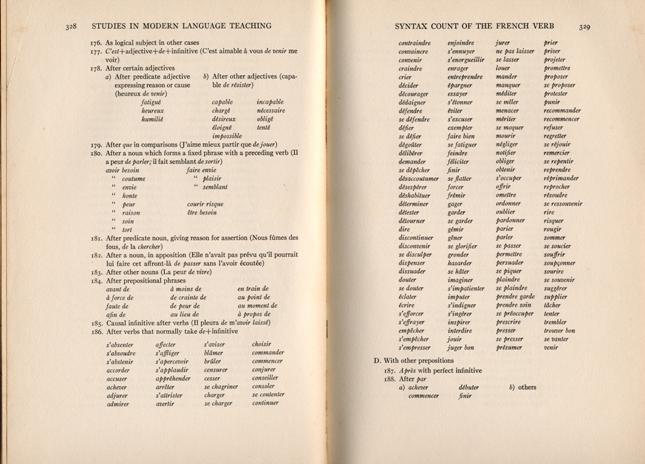 328 STUDIES IN MODERN LANGUAGE TEACHING
176. As logical subject in other cases
177. C'est+adjective+de+infinitive (C'est aimable à vous de venir me
voir)
178. After certain adjectives
a) After predicate adjective b) After other adjectives (capa-
expressing reason or cause ble de résister)
(heureux de venir)
fatigué capable incapable
heureux chargé nécessaire
humilié désireux obligé
éloigné tenté
impossible
179. After que in comparisons (J'aime mieux partir que de jouer)
180. After a noun which forms a fixed phrase with a preceding verb (Il
a peur de parler; il fait semblant de sortir)
avoir besoin faire envie
" coutume " plaisir
" envie " semblant
" honte
" peur courir risque
" raison être besoin
" soin
" tort
181. After predicate noun, giving reason for assertion (Nous fûmes des
fous, de la chercher)
182. After a noun, in apposition (Elle n'avait pas prévu qu'il pourrait
lui faire cet affront-là de passer sans l'avoir écoutée)
183. After other nouns (La peur de vivre)
184. After prepositional phrases
avant de à moins de en train de
à force de de crainte de au point de
faute de de peur de au moment de
afin de au lieu de à propos de
185. Causal infinitive after verbs (Il pleura de m'avoir laissé)
186. After verbs that normally take de+infinitive
s'absenter affecter s'aviser choisir
s'absoudre s'affliger blâmer commander
s'abstenir s'apercevoir brûler commencer
accorder s'applaudir censurer conjurer
accuser appréhender cesser conseiller
achever arrêter se chagriner consoler
adjurer s'attrister charger se contenter
admirer avertir se charger continuer
SYNTAX COUNT OF THE FRENCH VERB 329
contraindre enjoindre jurer prier
convaincre s'ennuyer ne pas laisser priser
convenir s'enorgueillir se lasser projeter
craindre enrager louer promettre
crier entreprendre mander proposer
décider épargner manquer se proposer
décourager essayer méditer protester
dédaigner s'étonner se mêler punir
défendre éviter menacer recommander
se défendre s'excuser mériter recommencer
défier exempter se moquer refuser
se défier faire bien mourir regretter
dégoûter se fatiguer négliger se réjouir
délibérer feindre notifier remercier
demander féliciter obliger se repentir
se dépêcher finir obtenir reprendre
désaccoutumer se flatter s'occuper réprimander
désespérer forcer offrir reprocher
déshabituer frémir omettre résoudre
déterminer gager ordonner se ressouvenir
détester garder oublier rire
détourner se garder pardonner risquer
dire gémir parier rougir
discontinuer gêner parler sommer
disconvenir se glorifier se passer se soucier
se disculper gronder permettre souffrir
dispenser hasarder persuader soupçonner
dissuader se hâter se piquer sourire
douter imaginer plaindre se souvenir
se douter s'impatienter se plaindre suggérer
éclater imputer prendre garde supplier
écrire s'indigner prendre soin tâcher
s'efforcer s'ingérer se préoccuper tenter
s'effrayer inspirer prescrire trembler
empêcher interdire presser trouver bon
s'empêcher jouir se presser se vanter
s'empresser juger bon présumer venir
D. With other prepositions
187. Après with perfect infinitive
188. After par
a) achever débuter b) others
commencer finir